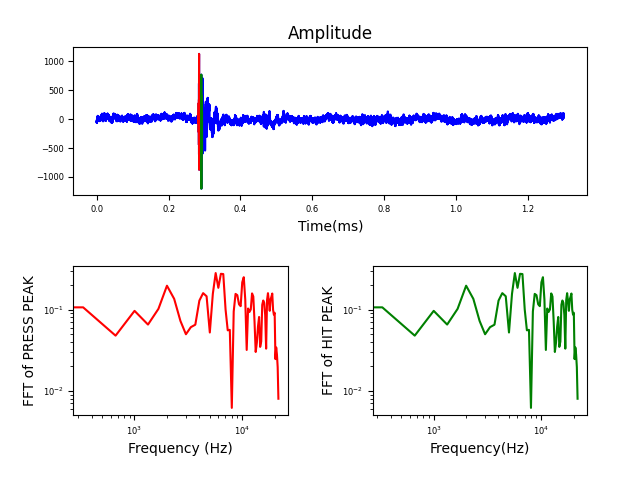 Amplitude
1000
500
0
−500
−1000
0.0 0.2 0.4 0.6 0.8 1.0 1.2
Time(ms)
FFT of PRESS PEAK
10⁻¹
10⁻²
10³ 10⁴
Frequency (Hz)
FFT of HIT PEAK
10⁻¹
10⁻²
10³ 10⁴
Frequency(Hz)